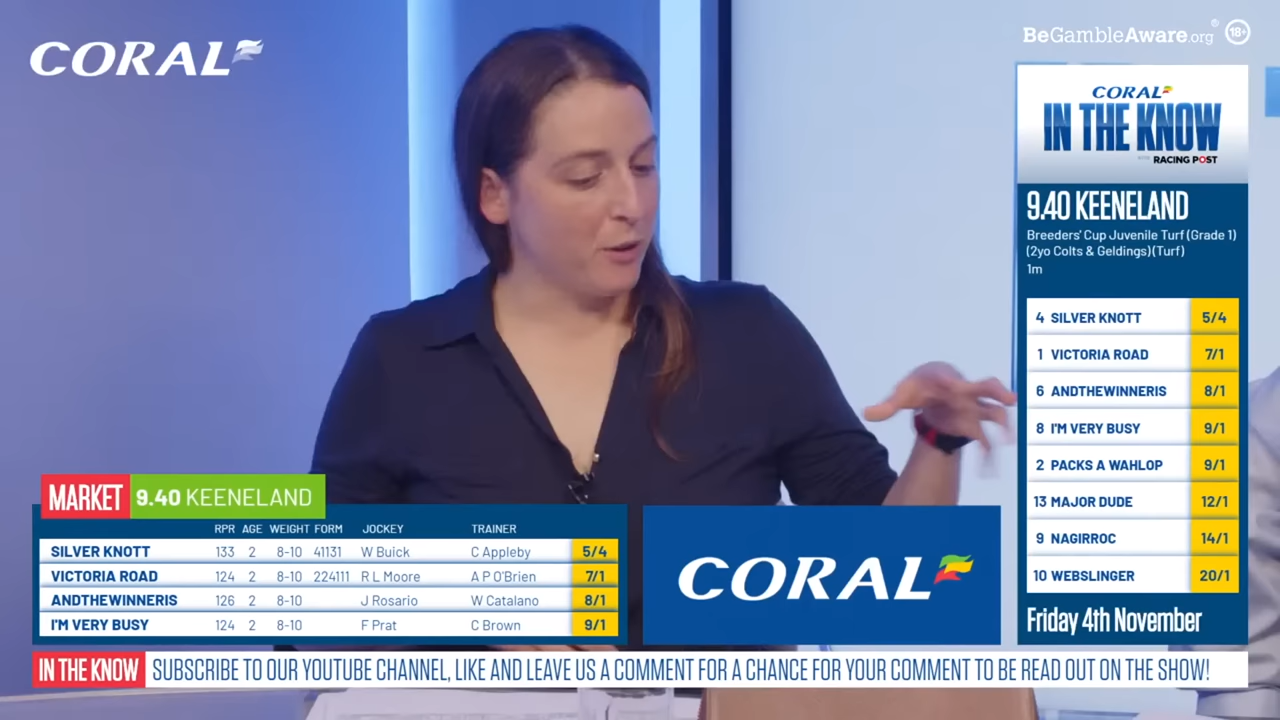 CORAL
BeGambleAware.org® 18+
CORAL
IN THE KNOW
WITH RACING POST
9.40 KEENELAND
Breeders' Cup Juvenile Turf (Grade 1)
(2yo Colts & Geldings)(Turf)
1m
4 SILVER KNOTT 5/4
1 VICTORIA ROAD 7/1
6 ANDTHEWINNERIS 8/1
8 I'M VERY BUSY 9/1
2 PACKS A WAHLOP 9/1
13 MAJOR DUDE 12/1
9 NAGIRROC 14/1
10 WEBSLINGER 20/1
Friday 4th November
MARKET 9.40 KEENELAND
RPR AGE WEIGHT FORM JOCKEY TRAINER
SILVER KNOTT 133 2 8-10 41131 W Buick C Appleby 5/4
VICTORIA ROAD 124 2 8-10 224111 R L Moore A P O'Brien 7/1
ANDTHEWINNERIS 126 2 8-10 J Rosario W Catalano 8/1
I'M VERY BUSY 124 2 8-10 F Prat C Brown 9/1
CORAL
IN THE KNOW SUBSCRIBE TO OUR YOUTUBE CHANNEL, LIKE AND LEAVE US A COMMENT FOR A CHANCE FOR YOUR COMMENT TO BE READ OUT ON THE SHOW!